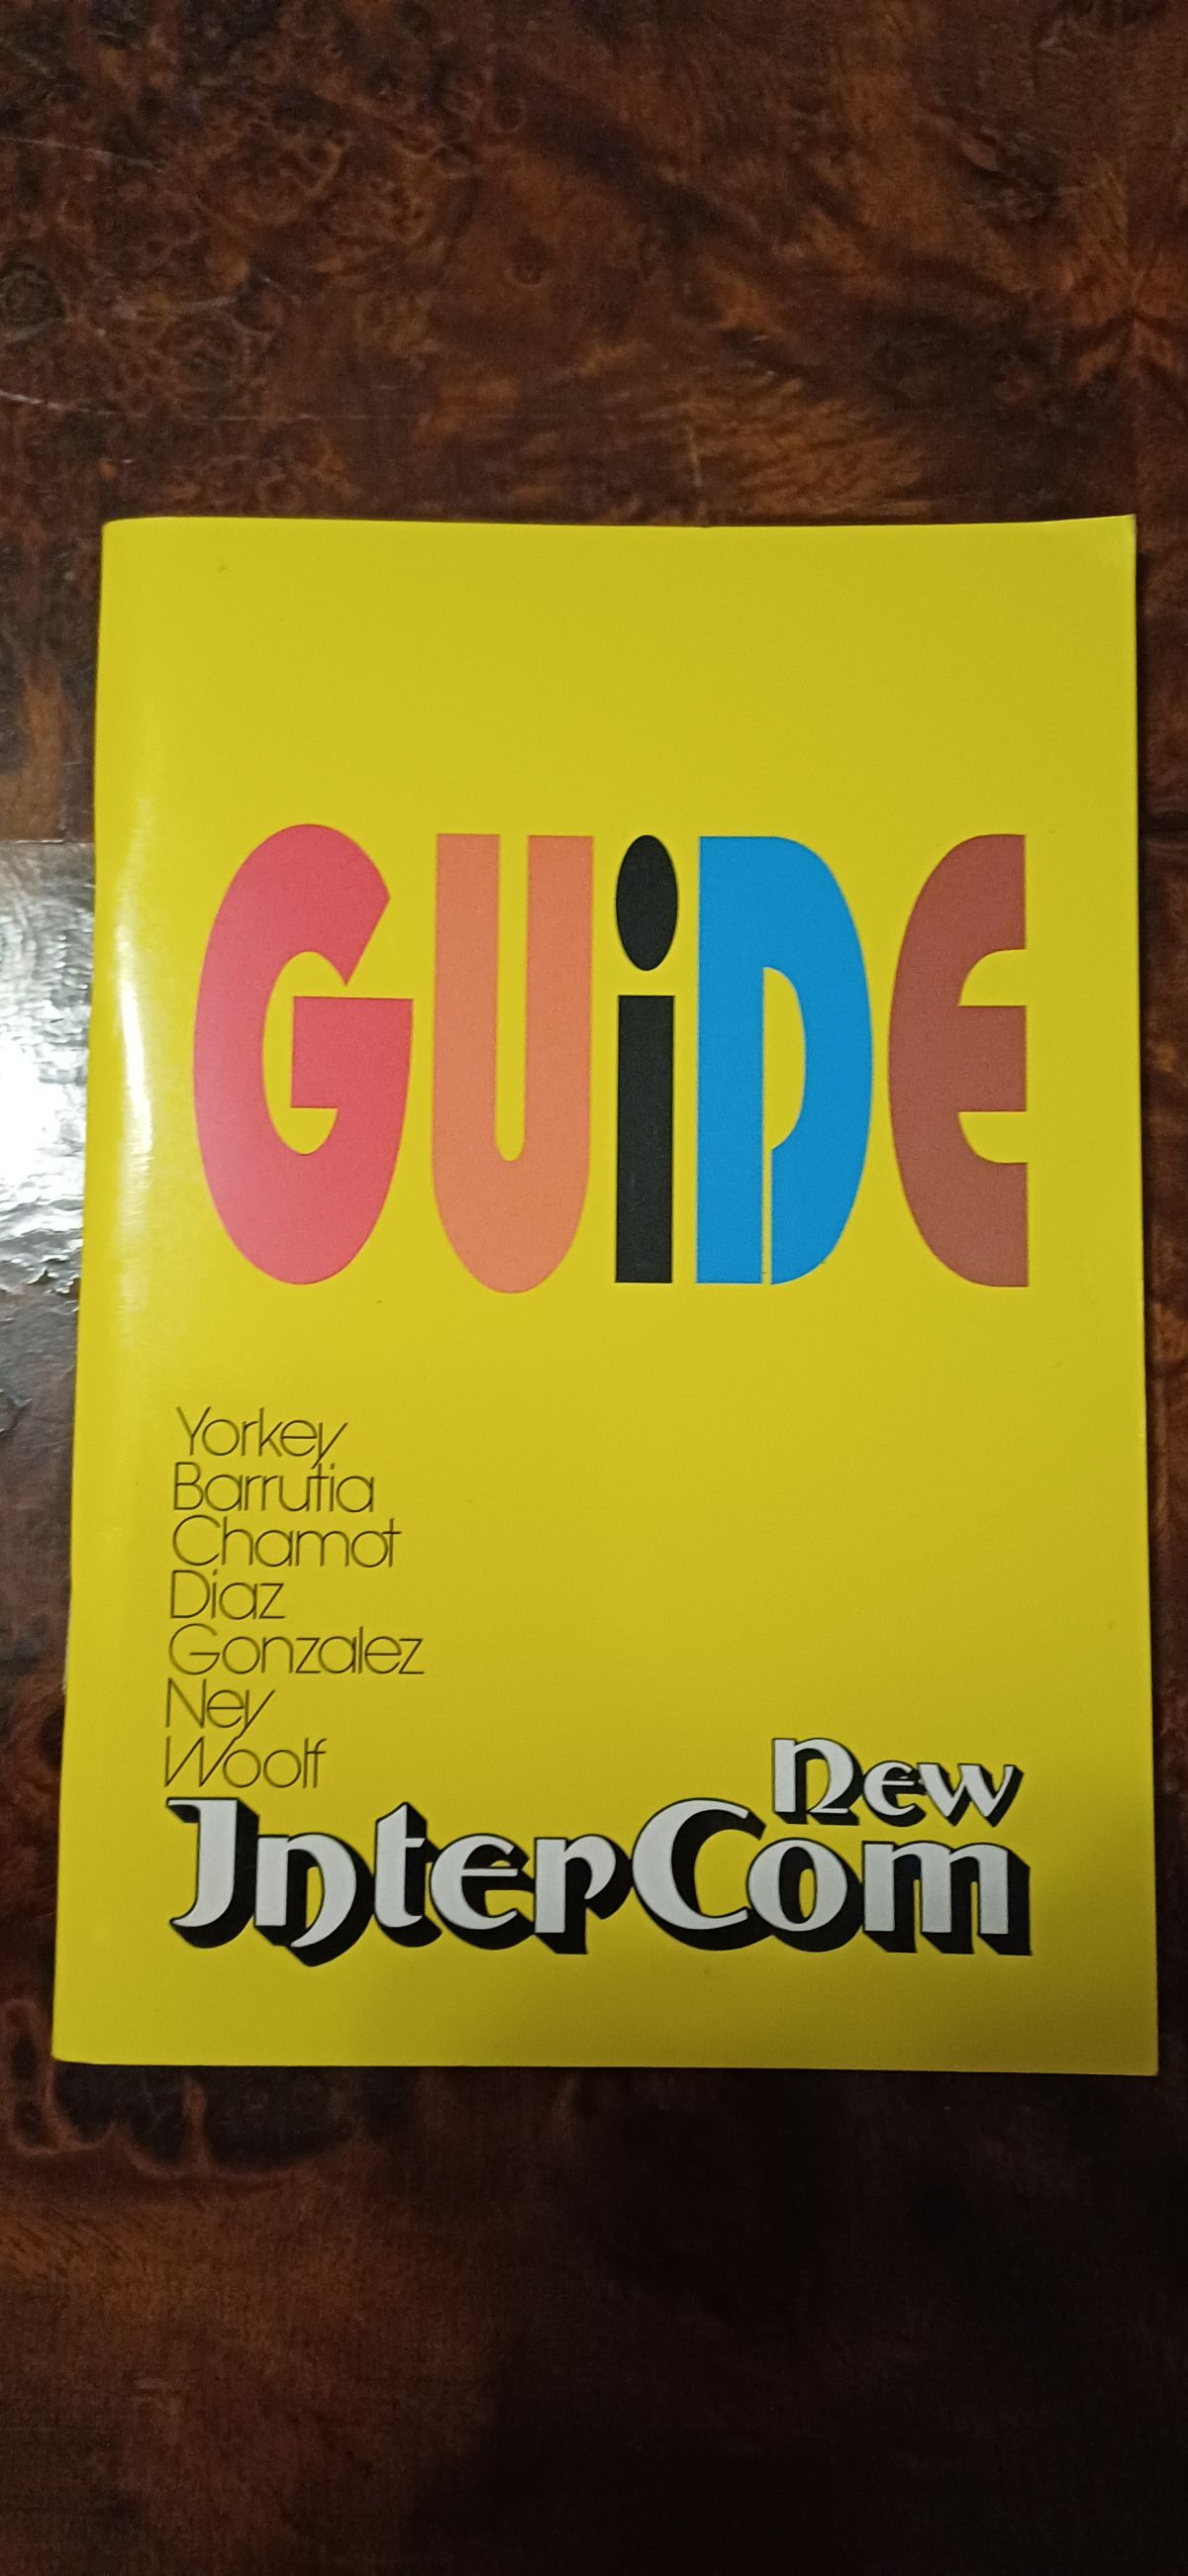 GUiDE
Yorkey
Barrutia
Chamot
Diaz
Gonzalez
Ney
Woolf
New
InterCom